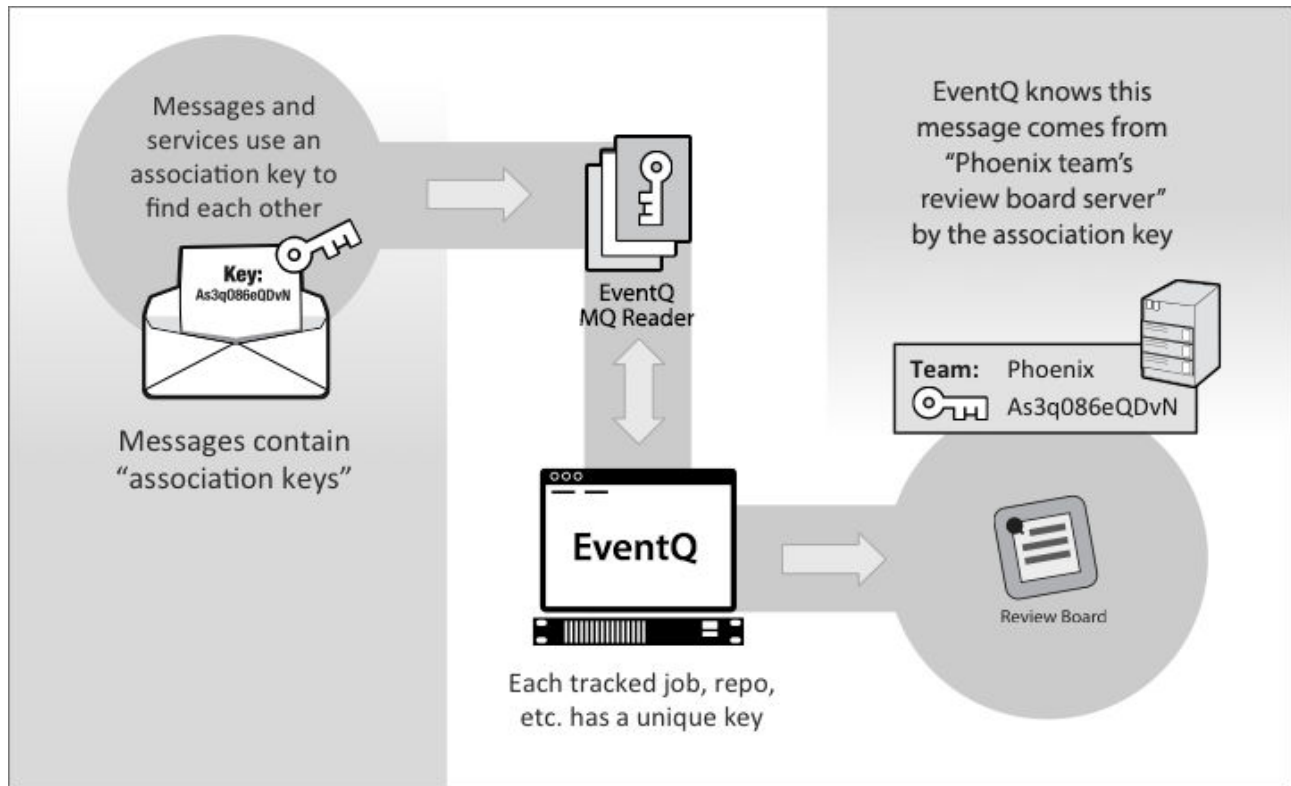 Messages and
services use an
association key to
find each other
Key:
As3q086eQDvN
Messages contain
“association keys”
EventQ
MQ Reader
EventQ
Each tracked job, repo,
etc. has a unique key
EventQ knows this
message comes from
“Phoenix team’s
review board server”
by the association key
Team: Phoenix
As3q086eQDvN
Review Board